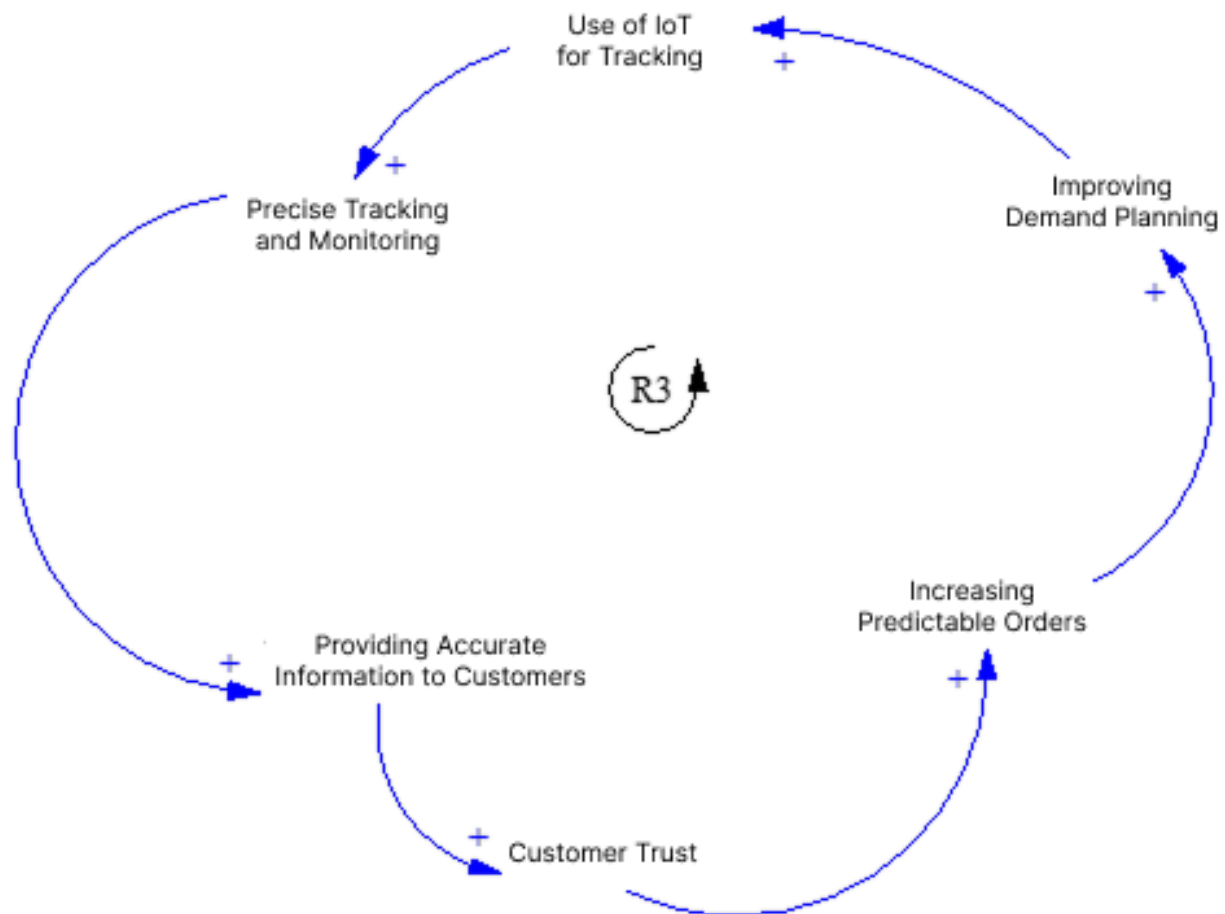 Use of IoT
for Tracking
+
+
Precise Tracking
and Monitoring
Improving
Demand Planning
+
R3
Increasing
Predictable Orders
+
Providing Accurate
Information to Customers
+
+
Customer Trust